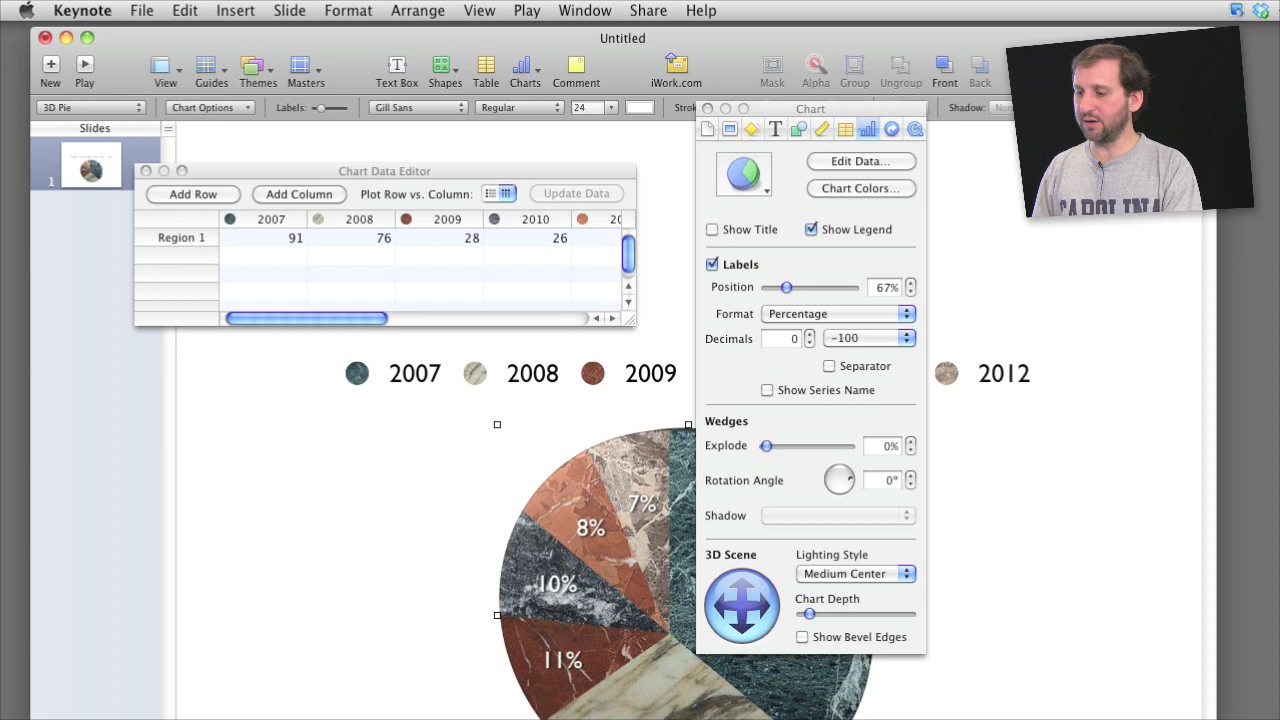 Keynote File Edit Insert Slide Format Arrange View Play Window Share Help
Untitled
New Play View Guides Themes Masters Text Box Shapes Table Charts Comment iWork.com Mask Alpha Group Ungroup Front Back
3D Pie Chart Options Labels: Gill Sans Regular 24 Shadow:
Slides
1
Chart Data Editor
Add Row Add Column Plot Row vs. Column: Update Data
2007 2008 2009 2010
Region 1 91 76 28 26
2007 2008 2009 2012
7%
8%
10%
11%
Chart
Edit Data...
Chart Colors...
Show Title Show Legend
Labels
Position 67%
Format Percentage
Decimals 0 -100
Separator
Show Series Name
Wedges
Explode 0%
Rotation Angle 0°
Shadow
3D Scene Lighting Style
Medium Center
Chart Depth
Show Bevel Edges
CAROLINA